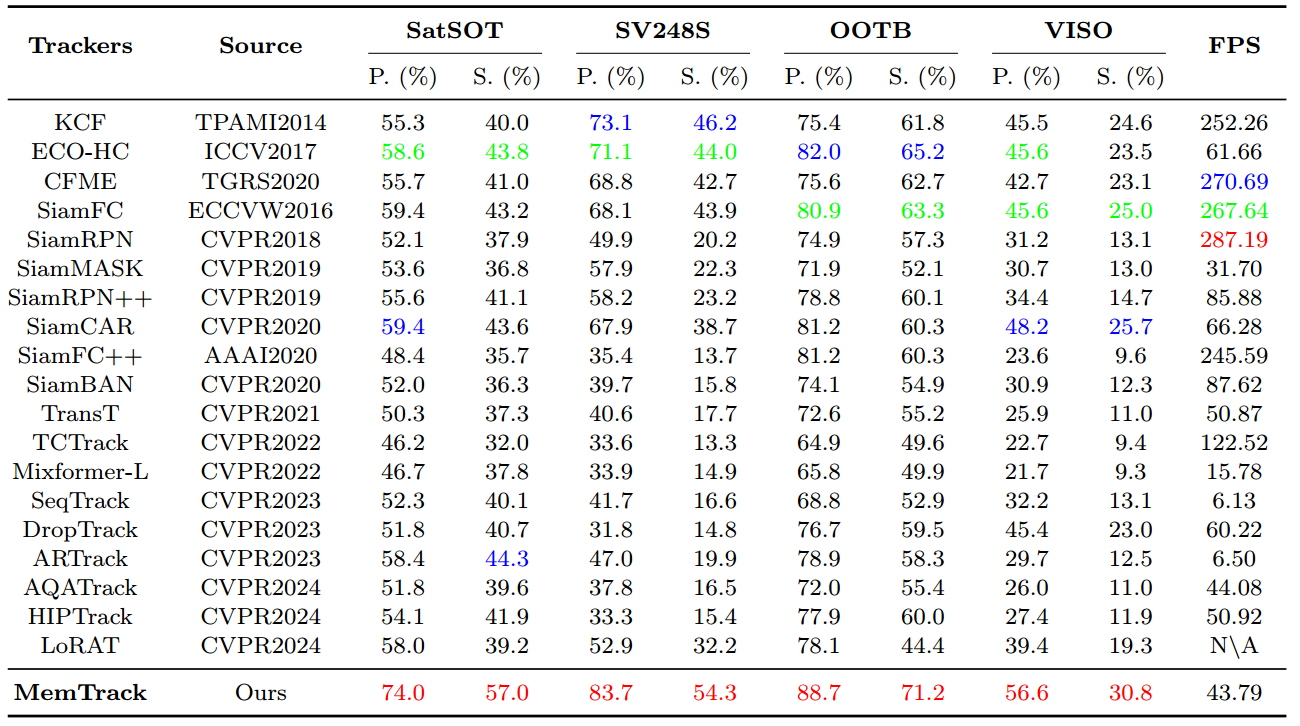 Trackers Source SatSOT SV248S OOTB VISO FPS
P. (%) S. (%) P. (%) S. (%) P. (%) S. (%) P. (%) S. (%)
KCF TPAMI2014 55.3 40.0 73.1 46.2 75.4 61.8 45.5 24.6 252.26
ECO-HC ICCV2017 58.6 43.8 71.1 44.0 82.0 65.2 45.6 23.5 61.66
CFME TGRS2020 55.7 41.0 68.8 42.7 75.6 62.7 42.7 23.1 270.69
SiamFC ECCVW2016 59.4 43.2 68.1 43.9 80.9 63.3 45.6 25.0 267.64
SiamRPN CVPR2018 52.1 37.9 49.9 20.2 74.9 57.3 31.2 13.1 287.19
SiamMASK CVPR2019 53.6 36.8 57.9 22.3 71.9 52.1 30.7 13.0 31.70
SiamRPN++ CVPR2019 55.6 41.1 58.2 23.2 78.8 60.1 34.4 14.7 85.88
SiamCAR CVPR2020 59.4 43.6 67.9 38.7 81.2 60.3 48.2 25.7 66.28
SiamFC++ AAAI2020 48.4 35.7 35.4 13.7 81.2 60.3 23.6 9.6 245.59
SiamBAN CVPR2020 52.0 36.3 39.7 15.8 74.1 54.9 30.9 12.3 87.62
TransT CVPR2021 50.3 37.3 40.6 17.7 72.6 55.2 25.9 11.0 50.87
TCTrack CVPR2022 46.2 32.0 33.6 13.3 64.9 49.6 22.7 9.4 122.52
Mixformer-L CVPR2022 46.7 37.8 33.9 14.9 65.8 49.9 21.7 9.3 15.78
SeqTrack CVPR2023 52.3 40.1 41.7 16.6 68.8 52.9 32.2 13.1 6.13
DropTrack CVPR2023 51.8 40.7 31.8 14.8 76.7 59.5 45.4 23.0 60.22
ARTrack CVPR2023 58.4 44.3 47.0 19.9 78.9 58.3 29.7 12.5 6.50
AQATrack CVPR2024 51.8 39.6 37.8 16.5 72.0 55.4 26.0 11.0 44.08
HIPTrack CVPR2024 54.1 41.9 33.3 15.4 77.9 60.0 27.4 11.9 50.92
LoRAT CVPR2024 58.0 39.2 52.9 32.2 78.1 44.4 39.4 19.3 N\A
MemTrack Ours 74.0 57.0 83.7 54.3 88.7 71.2 56.6 30.8 43.79